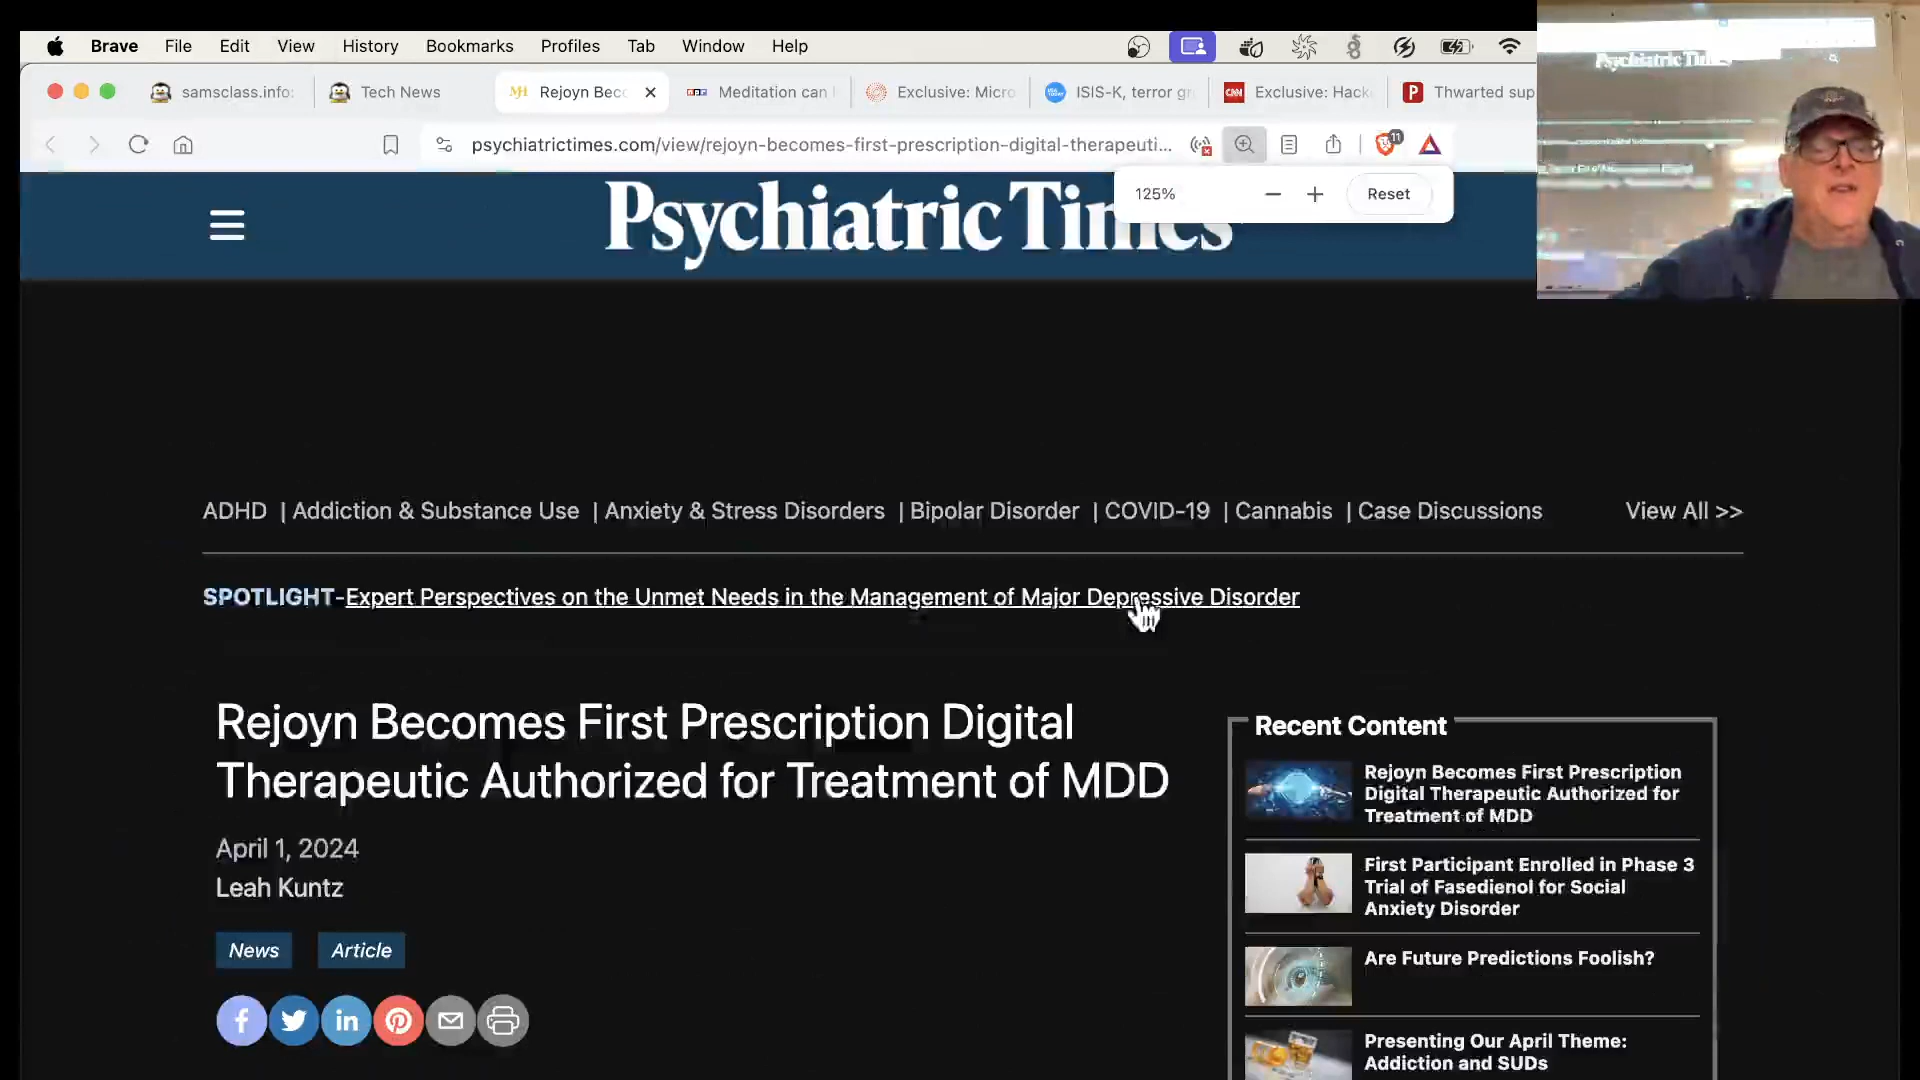 Brave File Edit View History Bookmarks Profiles Tab Window Help
samsclass.info: Tech News Rejoyn Bec Meditation can Exclusive: Micro ISIS-K, terror gr CNN Exclusive: Hack Thwarted sup
psychiatrictimes.com/view/rejoyn-becomes-first-prescription-digital-therapeuti... 11
125% − + Reset
Psychiatric Times
Psychiatric Times
ADHD | Addiction & Substance Use | Anxiety & Stress Disorders | Bipolar Disorder | COVID-19 | Cannabis | Case Discussions View All >>
SPOTLIGHT-Expert Perspectives on the Unmet Needs in the Management of Major Depressive Disorder
Rejoyn Becomes First Prescription Digital
Therapeutic Authorized for Treatment of MDD
April 1, 2024
Leah Kuntz
News Article
Recent Content
Rejoyn Becomes First Prescription
Digital Therapeutic Authorized for
Treatment of MDD
First Participant Enrolled in Phase 3
Trial of Fasedienol for Social
Anxiety Disorder
Are Future Predictions Foolish?
Presenting Our April Theme:
Addiction and SUDs